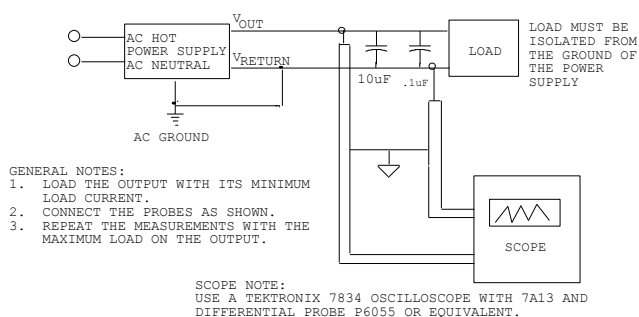 V_OUT
LOAD MUST BE
ISOLATED FROM
THE GROUND OF
THE POWER
SUPPLY
AC HOT
POWER SUPPLY
AC NEUTRAL
V_RETURN
LOAD
10uF
.1uF
AC GROUND
GENERAL NOTES:
1. LOAD THE OUTPUT WITH ITS MINIMUM
LOAD CURRENT.
2. CONNECT THE PROBES AS SHOWN.
3. REPEAT THE MEASUREMENTS WITH THE
MAXIMUM LOAD ON THE OUTPUT.
SCOPE
SCOPE NOTE:
USE A TEKTRONIX 7834 OSCILLOSCOPE WITH 7A13 AND
DIFFERENTIAL PROBE P6055 OR EQUIVALENT.